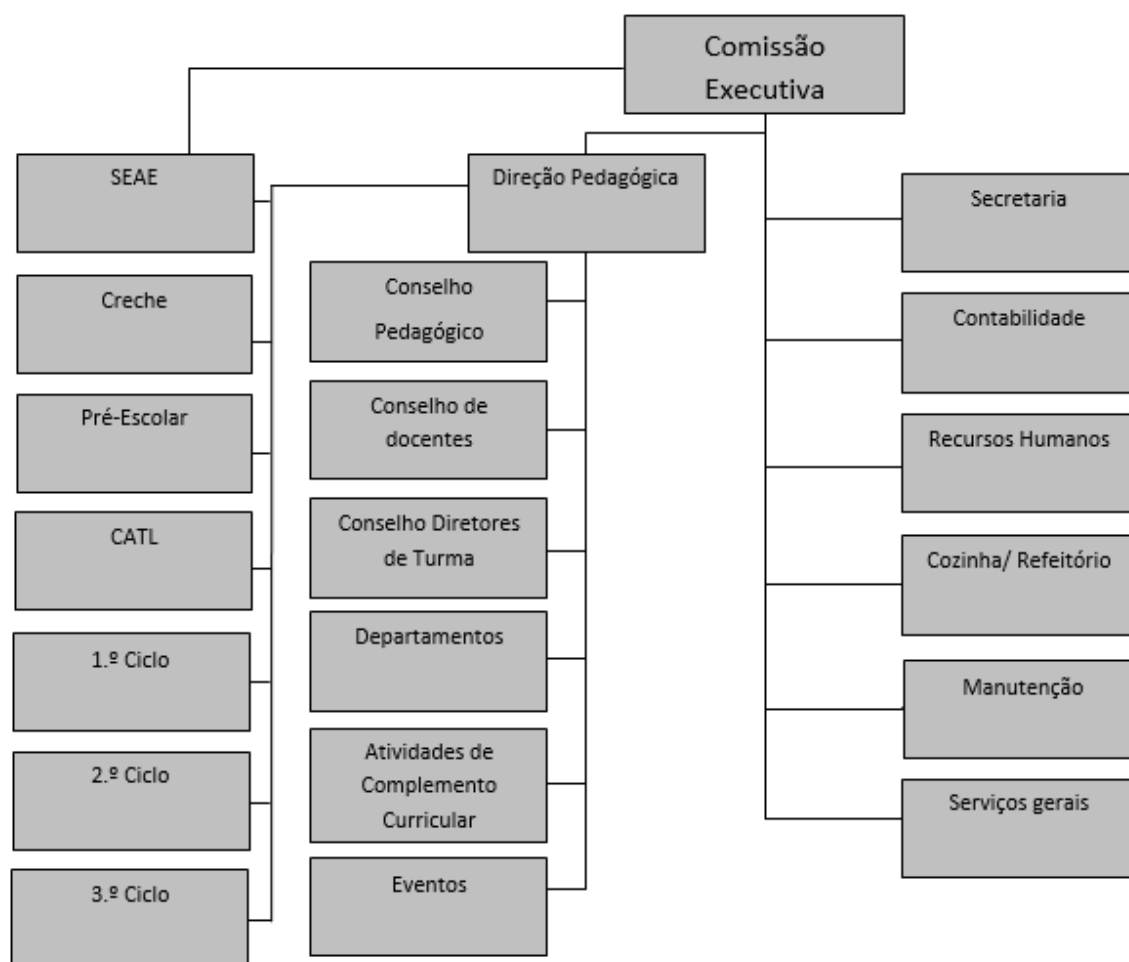 Comissão
Executiva
SEAE
Direção Pedagógica
Secretaria
Creche
Conselho
Pedagógico
Contabilidade
Pré-Escolar
Conselho de
docentes
Recursos Humanos
CATL
Conselho Diretores
de Turma
Cozinha/ Refeitório
1.º Ciclo
Departamentos
Manutenção
2.º Ciclo
Atividades de
Complemento
Curricular
Serviços gerais
3.º Ciclo
Eventos